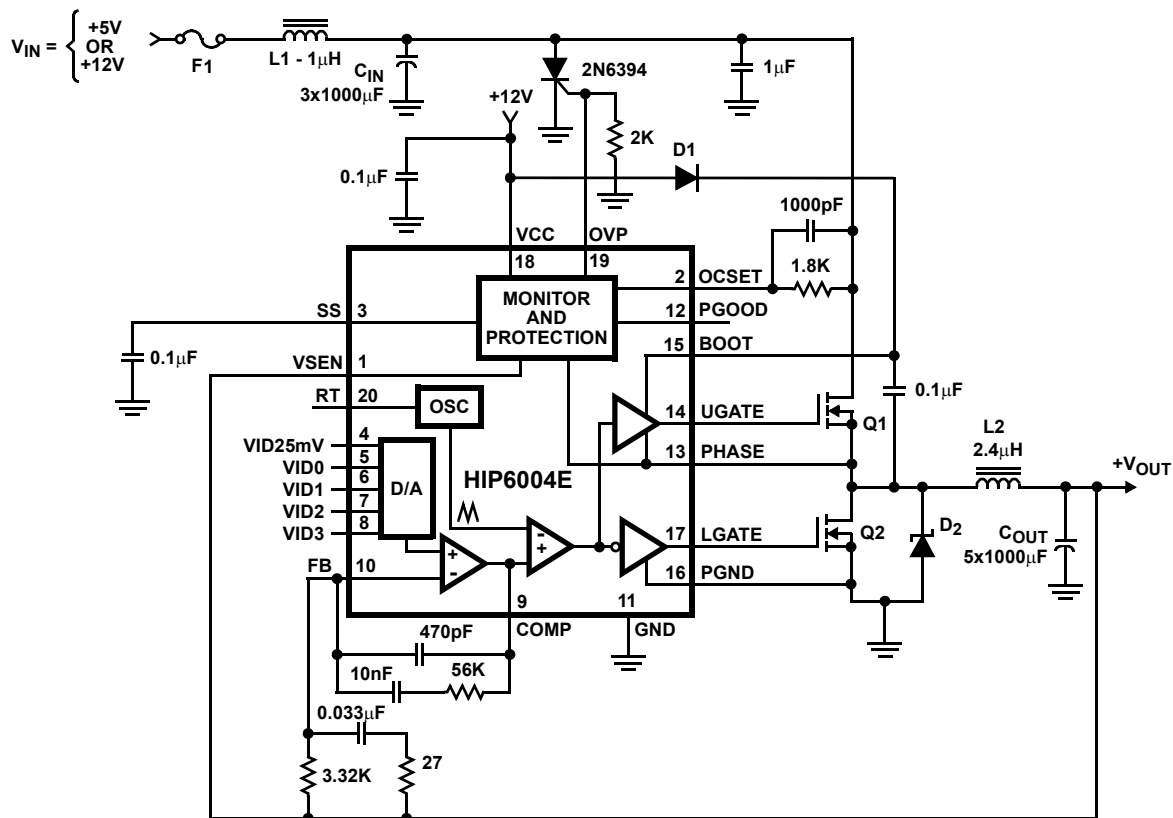 V_IN = { +5V
OR
+12V
F1
L1 - 1μH
C_IN
3x1000μF
2N6394
1μF
+12V
2K
0.1μF
D1
1000pF
VCC
18
OVP
19
2
OCSET
1.8K
MONITOR
AND
PROTECTION
SS
3
12
PGOOD
0.1μF
VSEN
1
15
BOOT
RT
20
OSC
0.1μF
14
UGATE
Q1
VID25mV
4
VID0
5
VID1
6
VID2
7
VID3
8
D/A
13
PHASE
HIP6004E
L2
2.4μH
+V_OUT
+
-
-
+
17
LGATE
Q2
D2
C_OUT
5x1000μF
FB
10
16
PGND
9
COMP
11
GND
470pF
10nF
56K
0.033μF
3.32K
27